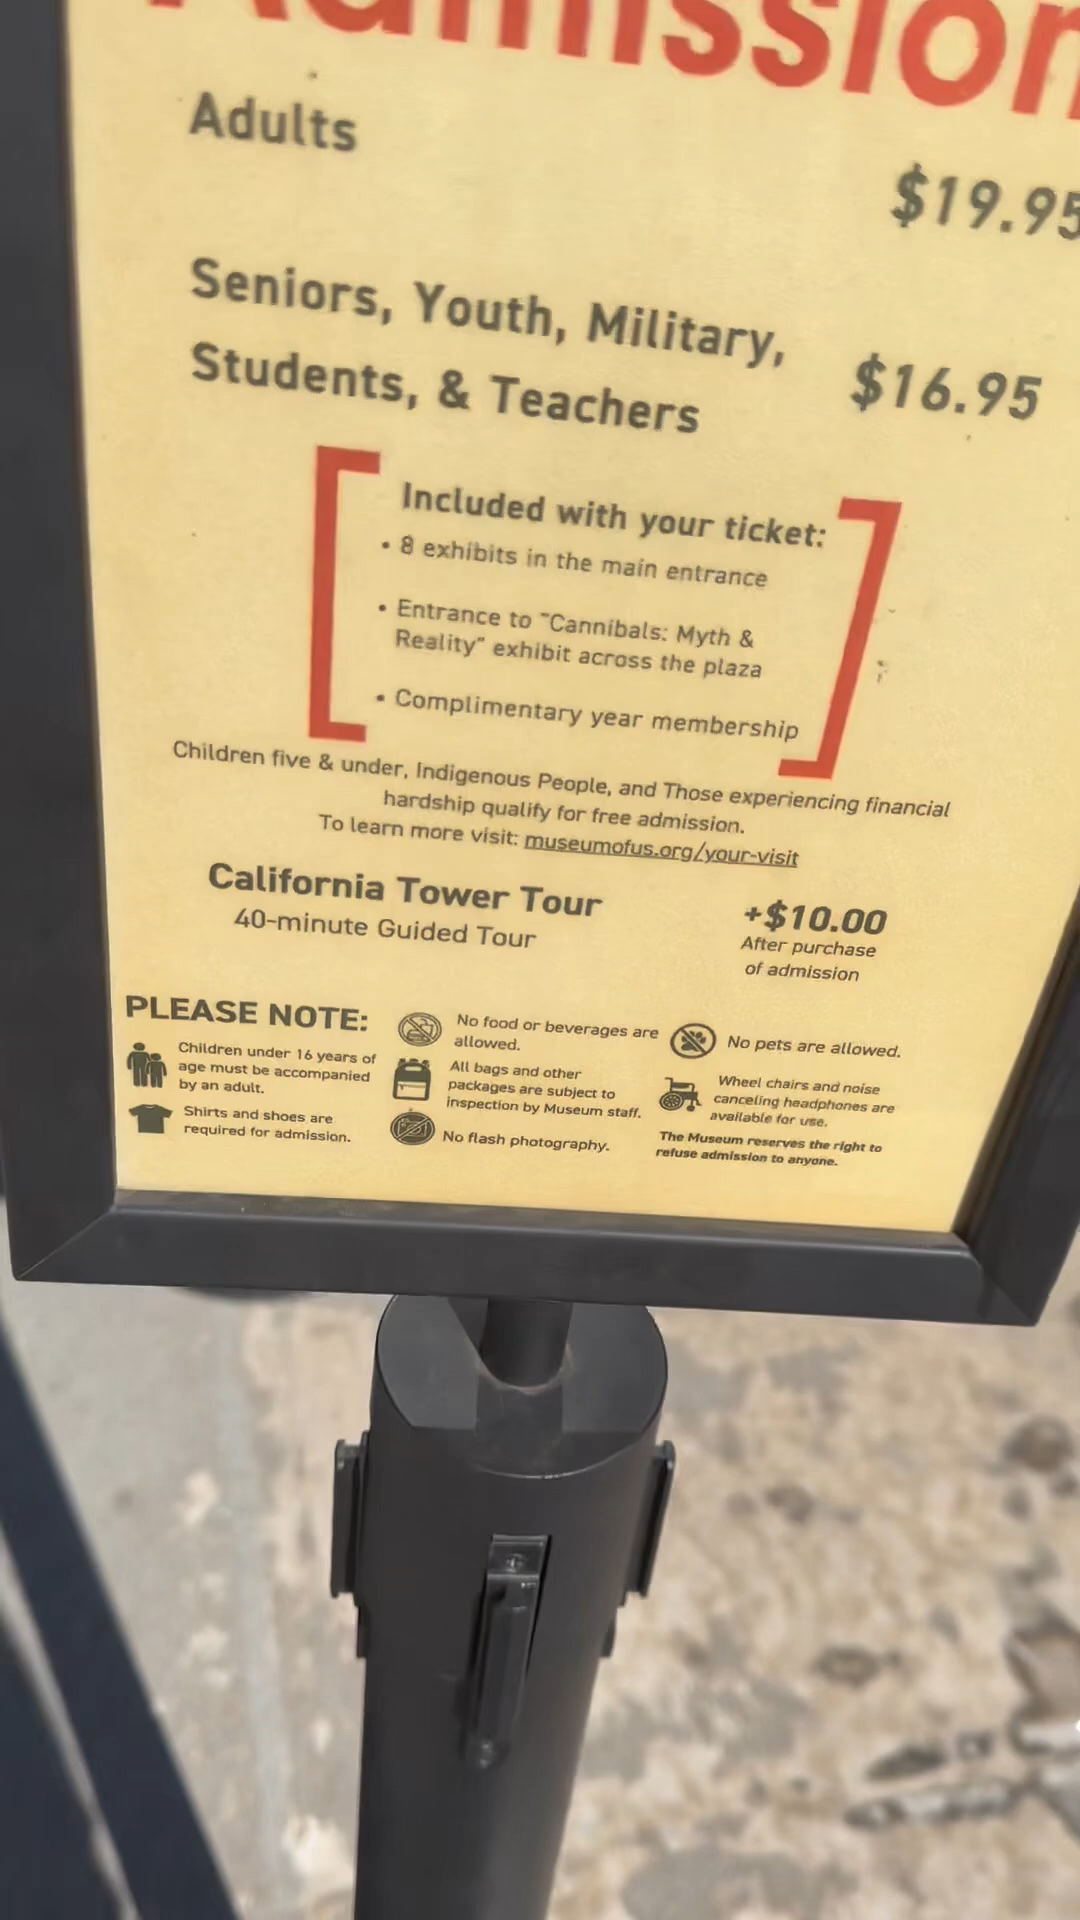 Admission
Adults
$19.95
Seniors, Youth, Military,
Students, & Teachers
$16.95
Included with your ticket:
• 8 exhibits in the main entrance
• Entrance to "Cannibals: Myth &
Reality" exhibit across the plaza
• Complimentary year membership
Children five & under, Indigenous People, and Those experiencing financial
hardship qualify for free admission.
To learn more visit: museumofus.org/your-visit
California Tower Tour
40-minute Guided Tour
+$10.00
After purchase
of admission
PLEASE NOTE:
Children under 16 years of
age must be accompanied
by an adult.
Shirts and shoes are
required for admission.
No food or beverages are
allowed.
All bags and other
packages are subject to
inspection by Museum staff.
No flash photography.
No pets are allowed.
Wheel chairs and noise
canceling headphones are
available for use.
The Museum reserves the right to
refuse admission to anyone.